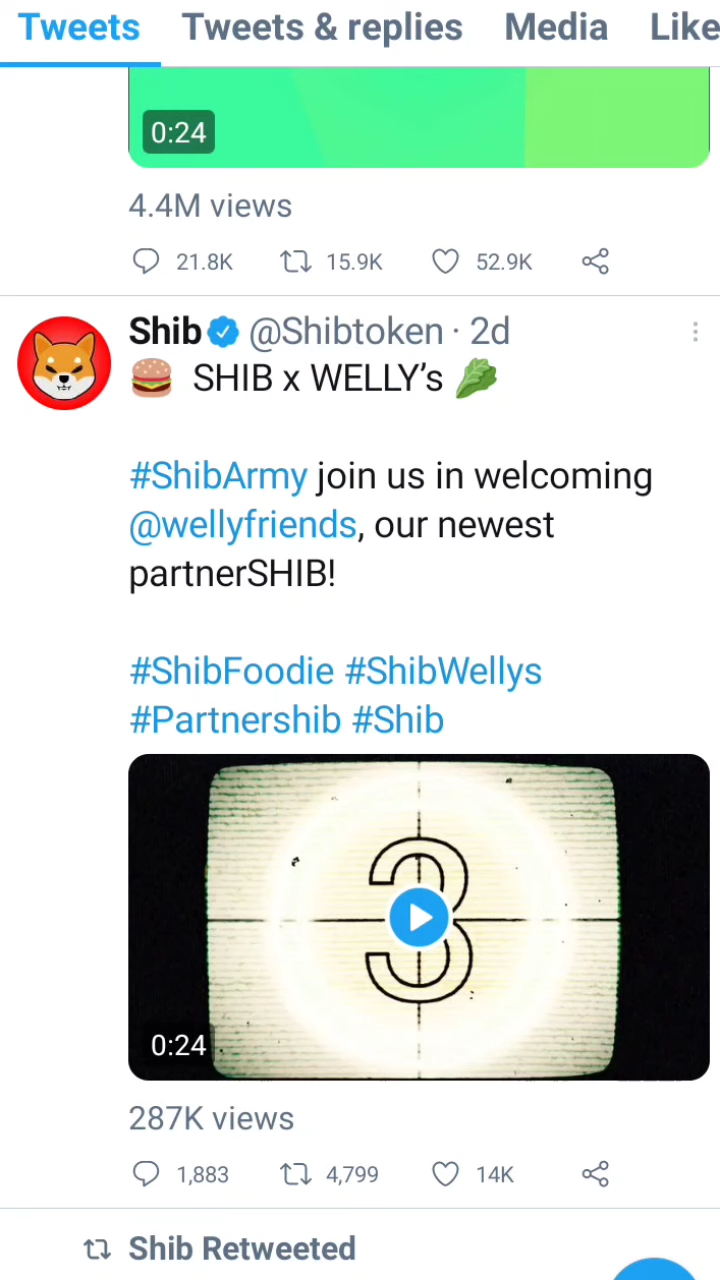 Tweets Tweets & replies Media Like
0:24
4.4M views
21.8K 15.9K 52.9K
Shib @Shibtoken · 2d
🍔 SHIB x WELLY’s 🥬
#ShibArmy join us in welcoming
@wellyfriends, our newest
partnerSHIB!
#ShibFoodie #ShibWellys
#Partnershib #Shib
3
0:24
287K views
1,883 4,799 14K
Shib Retweeted